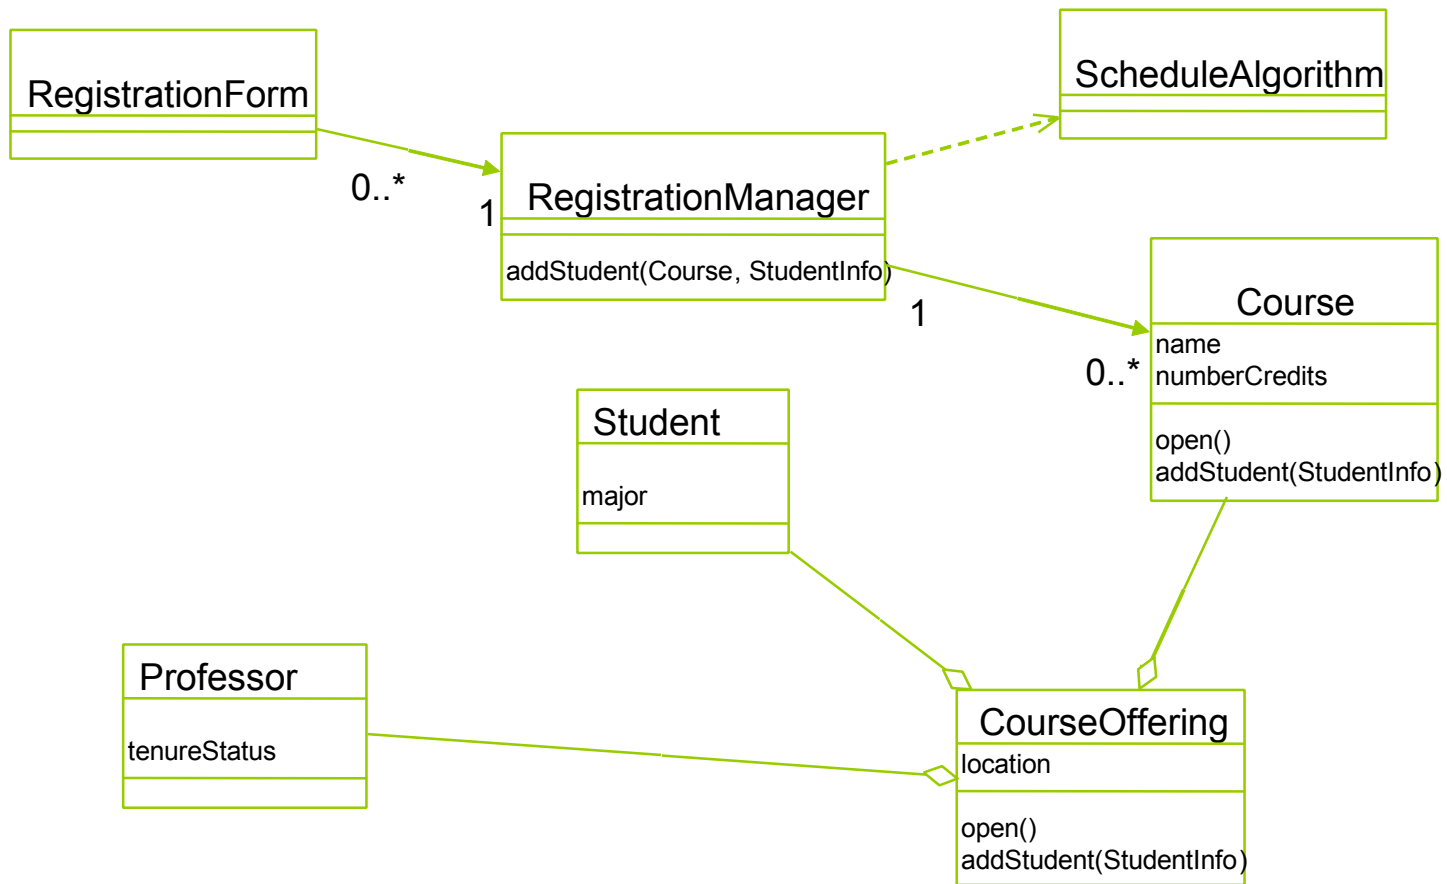 RegistrationForm
ScheduleAlgorithm
0..*
1
RegistrationManager
addStudent(Course, StudentInfo)
1
0..*
Course
name
numberCredits
open()
addStudent(StudentInfo)
Student
major
Professor
tenureStatus
CourseOffering
location
open()
addStudent(StudentInfo)